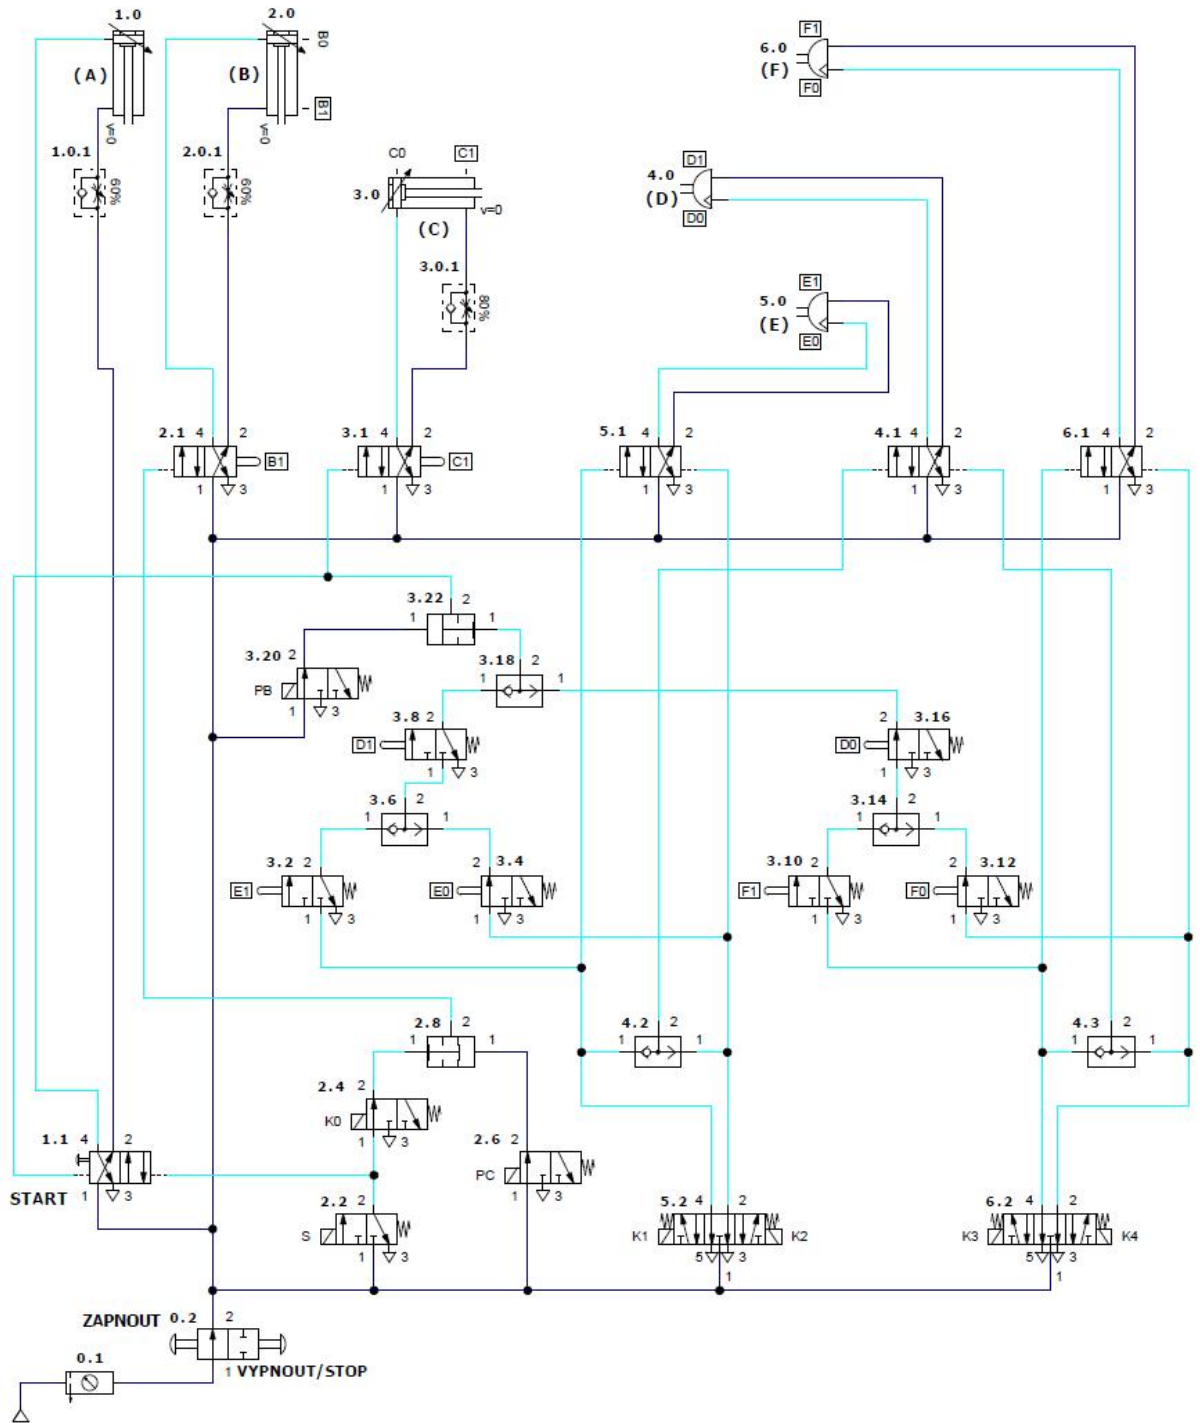 1.0 2.0
B0 F1
6.0
(A) (B) (F)
F0
B1
v=0 v=0
1.0.1 2.0.1 C0 C1 D1
4.0
60% 60% 3.0 (D)
v=0 D0
(C)
3.0.1 E1
5.0
80% (E)
E0
2.1 4 2 3.1 4 2 5.1 4 2 4.1 4 2 6.1 4 2
B1 C1
1 3 1 3 1 3 1 3 1 3
3.22 2
1 1
3.20 2 3.18 2
PB 1 1
1 3
3.8 2 2 3.16
D1 D0
1 3 1 3
3.6 2 3.14 2
1 1 1 1
3.2 2 2 3.4 3.10 2 2 3.12
E1 E0 F1 F0
1 3 1 3 1 3 1 3
2.8 2 4.2 2 4.3 2
1 1 1 1 1 1
2.4 2
K0
1.1 4 2 1 3 2.6 2
PC
START 1 3 2.2 2 1 3 5.2 4 2 6.2 4 2
S K1 K2 K3 K4
1 3 5 3 5 3
1 1
ZAPNOUT 0.2 2
0.1 1 VYPNOUT/STOP